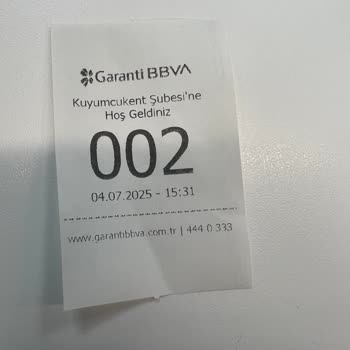 Garanti BBVA
Kuyumcukent Şubesi'ne
Hoş Geldiniz
002
04.07.2025 - 15:31
www.garantibbva.com.tr | 444 0 333